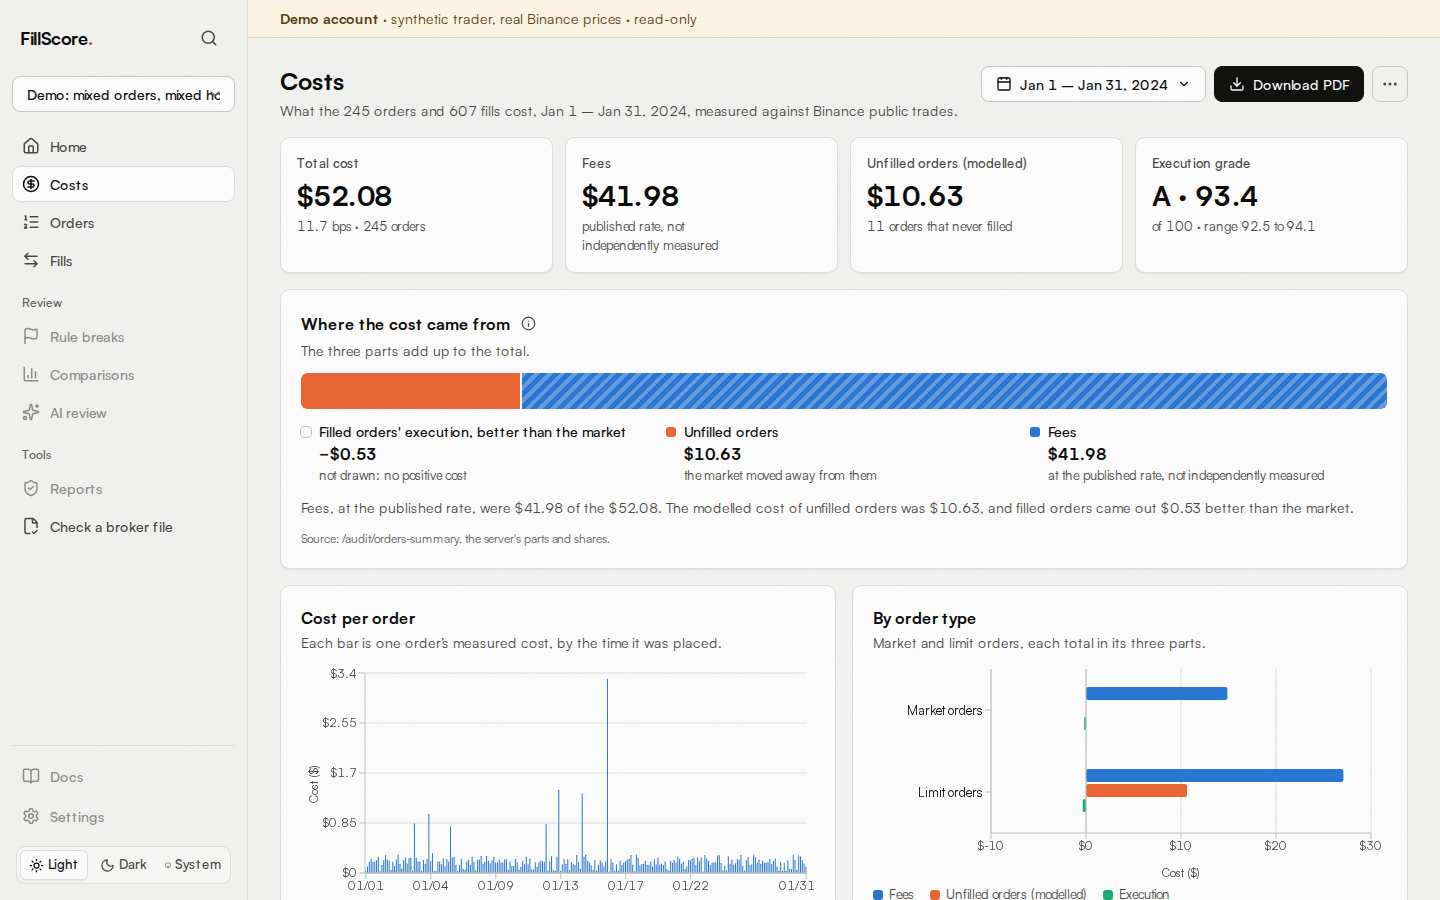 FillScore.
Demo: mixed orders, mixed
Home
Costs
Orders
Fills
Review
Rule breaks
Comparisons
AI review
Tools
Reports
Check a broker file
Docs
Settings
Light
Dark
System
Demo account · synthetic trader, real Binance prices · read-only
Costs
What the 245 orders and 607 fills cost, Jan 1 — Jan 31, 2024, measured against Binance public trades.
Jan 1 — Jan 31, 2024
Download PDF
Total cost
$52.08
11.7 bps · 245 orders
Fees
$41.98
published rate, not
independently measured
Unfilled orders (modelled)
$10.63
11 orders that never filled
Execution grade
A · 93.4
of 100 · range 92.5 to 94.1
Where the cost came from
The three parts add up to the total.
Filled orders' execution, better than the market
−$0.53
not drawn: no positive cost
Unfilled orders
$10.63
the market moved away from them
Fees
$41.98
at the published rate, not independently measured
Fees, at the published rate, were $41.98 of the $52.08. The modelled cost of unfilled orders was $10.63, and filled orders came out $0.53 better than the market.
Source: /audit/orders-summary, the server's parts and shares.
Cost per order
Each bar is one order's measured cost, by the time it was placed.
Cost ($)
$3.4
$2.55
$1.7
$0.85
$0
01/01
01/04
01/09
01/13
01/17
01/22
01/31
By order type
Market and limit orders, each total in its three parts.
Market orders
Limit orders
$-10
$0
$10
$20
$30
Cost ($)
Fees
Unfilled orders (modelled)
Execution